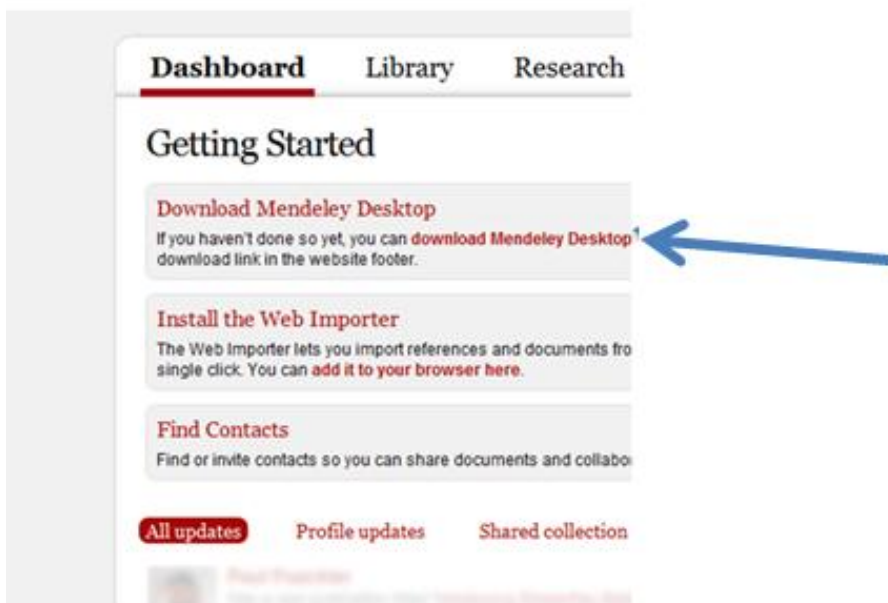 Dashboard Library Research
Getting Started
Download Mendeley Desktop
If you haven't done so yet, you can download Mendeley Desktop
download link in the website footer.
Install the Web Importer
The Web Importer lets you import references and documents fro
single click. You can add it to your browser here.
Find Contacts
Find or invite contacts so you can share documents and collabo
All updates Profile updates Shared collection